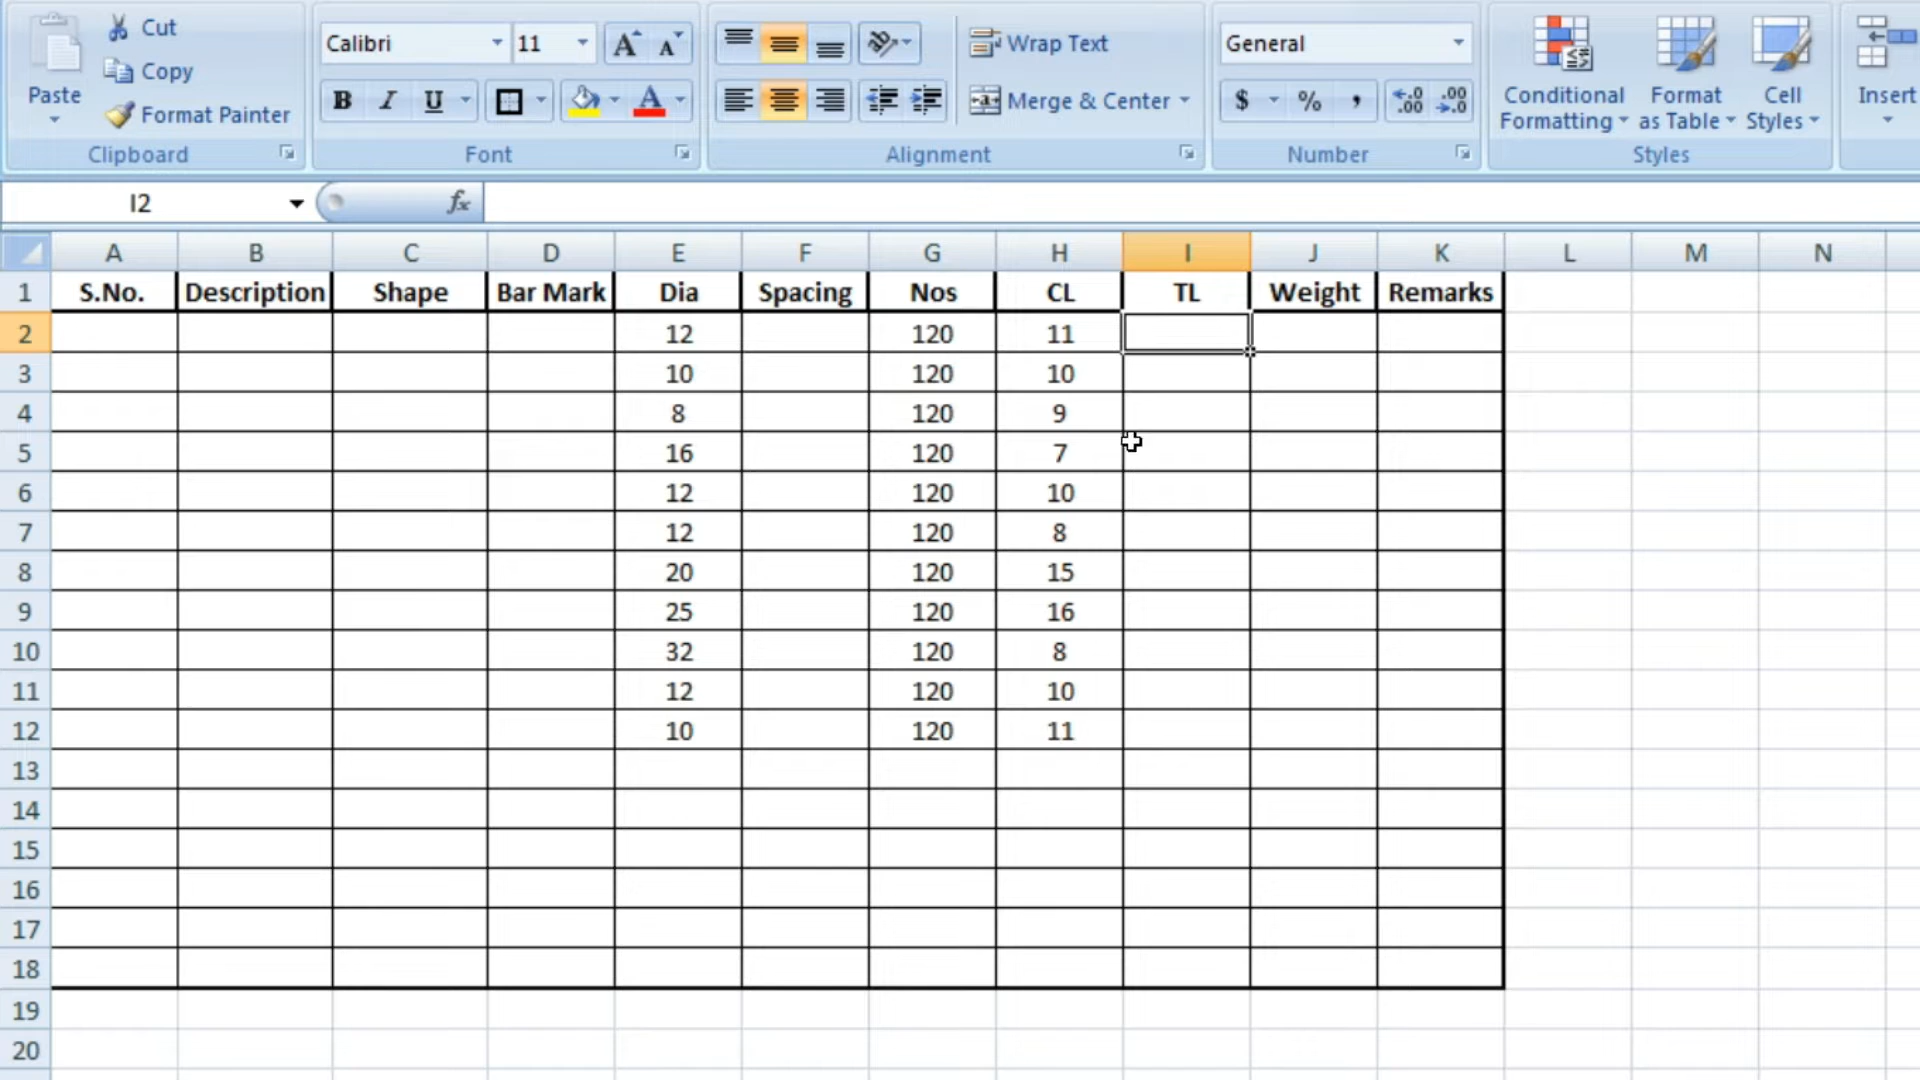 Cut
Copy
Paste
Format Painter
Clipboard
Calibri 11 A A
B I U A
Font
Wrap Text
Merge & Center
Alignment
General
$ % , .0 .00 .00 .0
Number
Conditional Formatting
Format as Table
Cell Styles
Styles
Insert
I2 fx
A B C D E F G H I J K L M N
1 S.No. Description Shape Bar Mark Dia Spacing Nos CL TL Weight Remarks
2 12 120 11
3 10 120 10
4 8 120 9
5 16 120 7
6 12 120 10
7 12 120 8
8 20 120 15
9 25 120 16
10 32 120 8
11 12 120 10
12 10 120 11
13
14
15
16
17
18
19
20